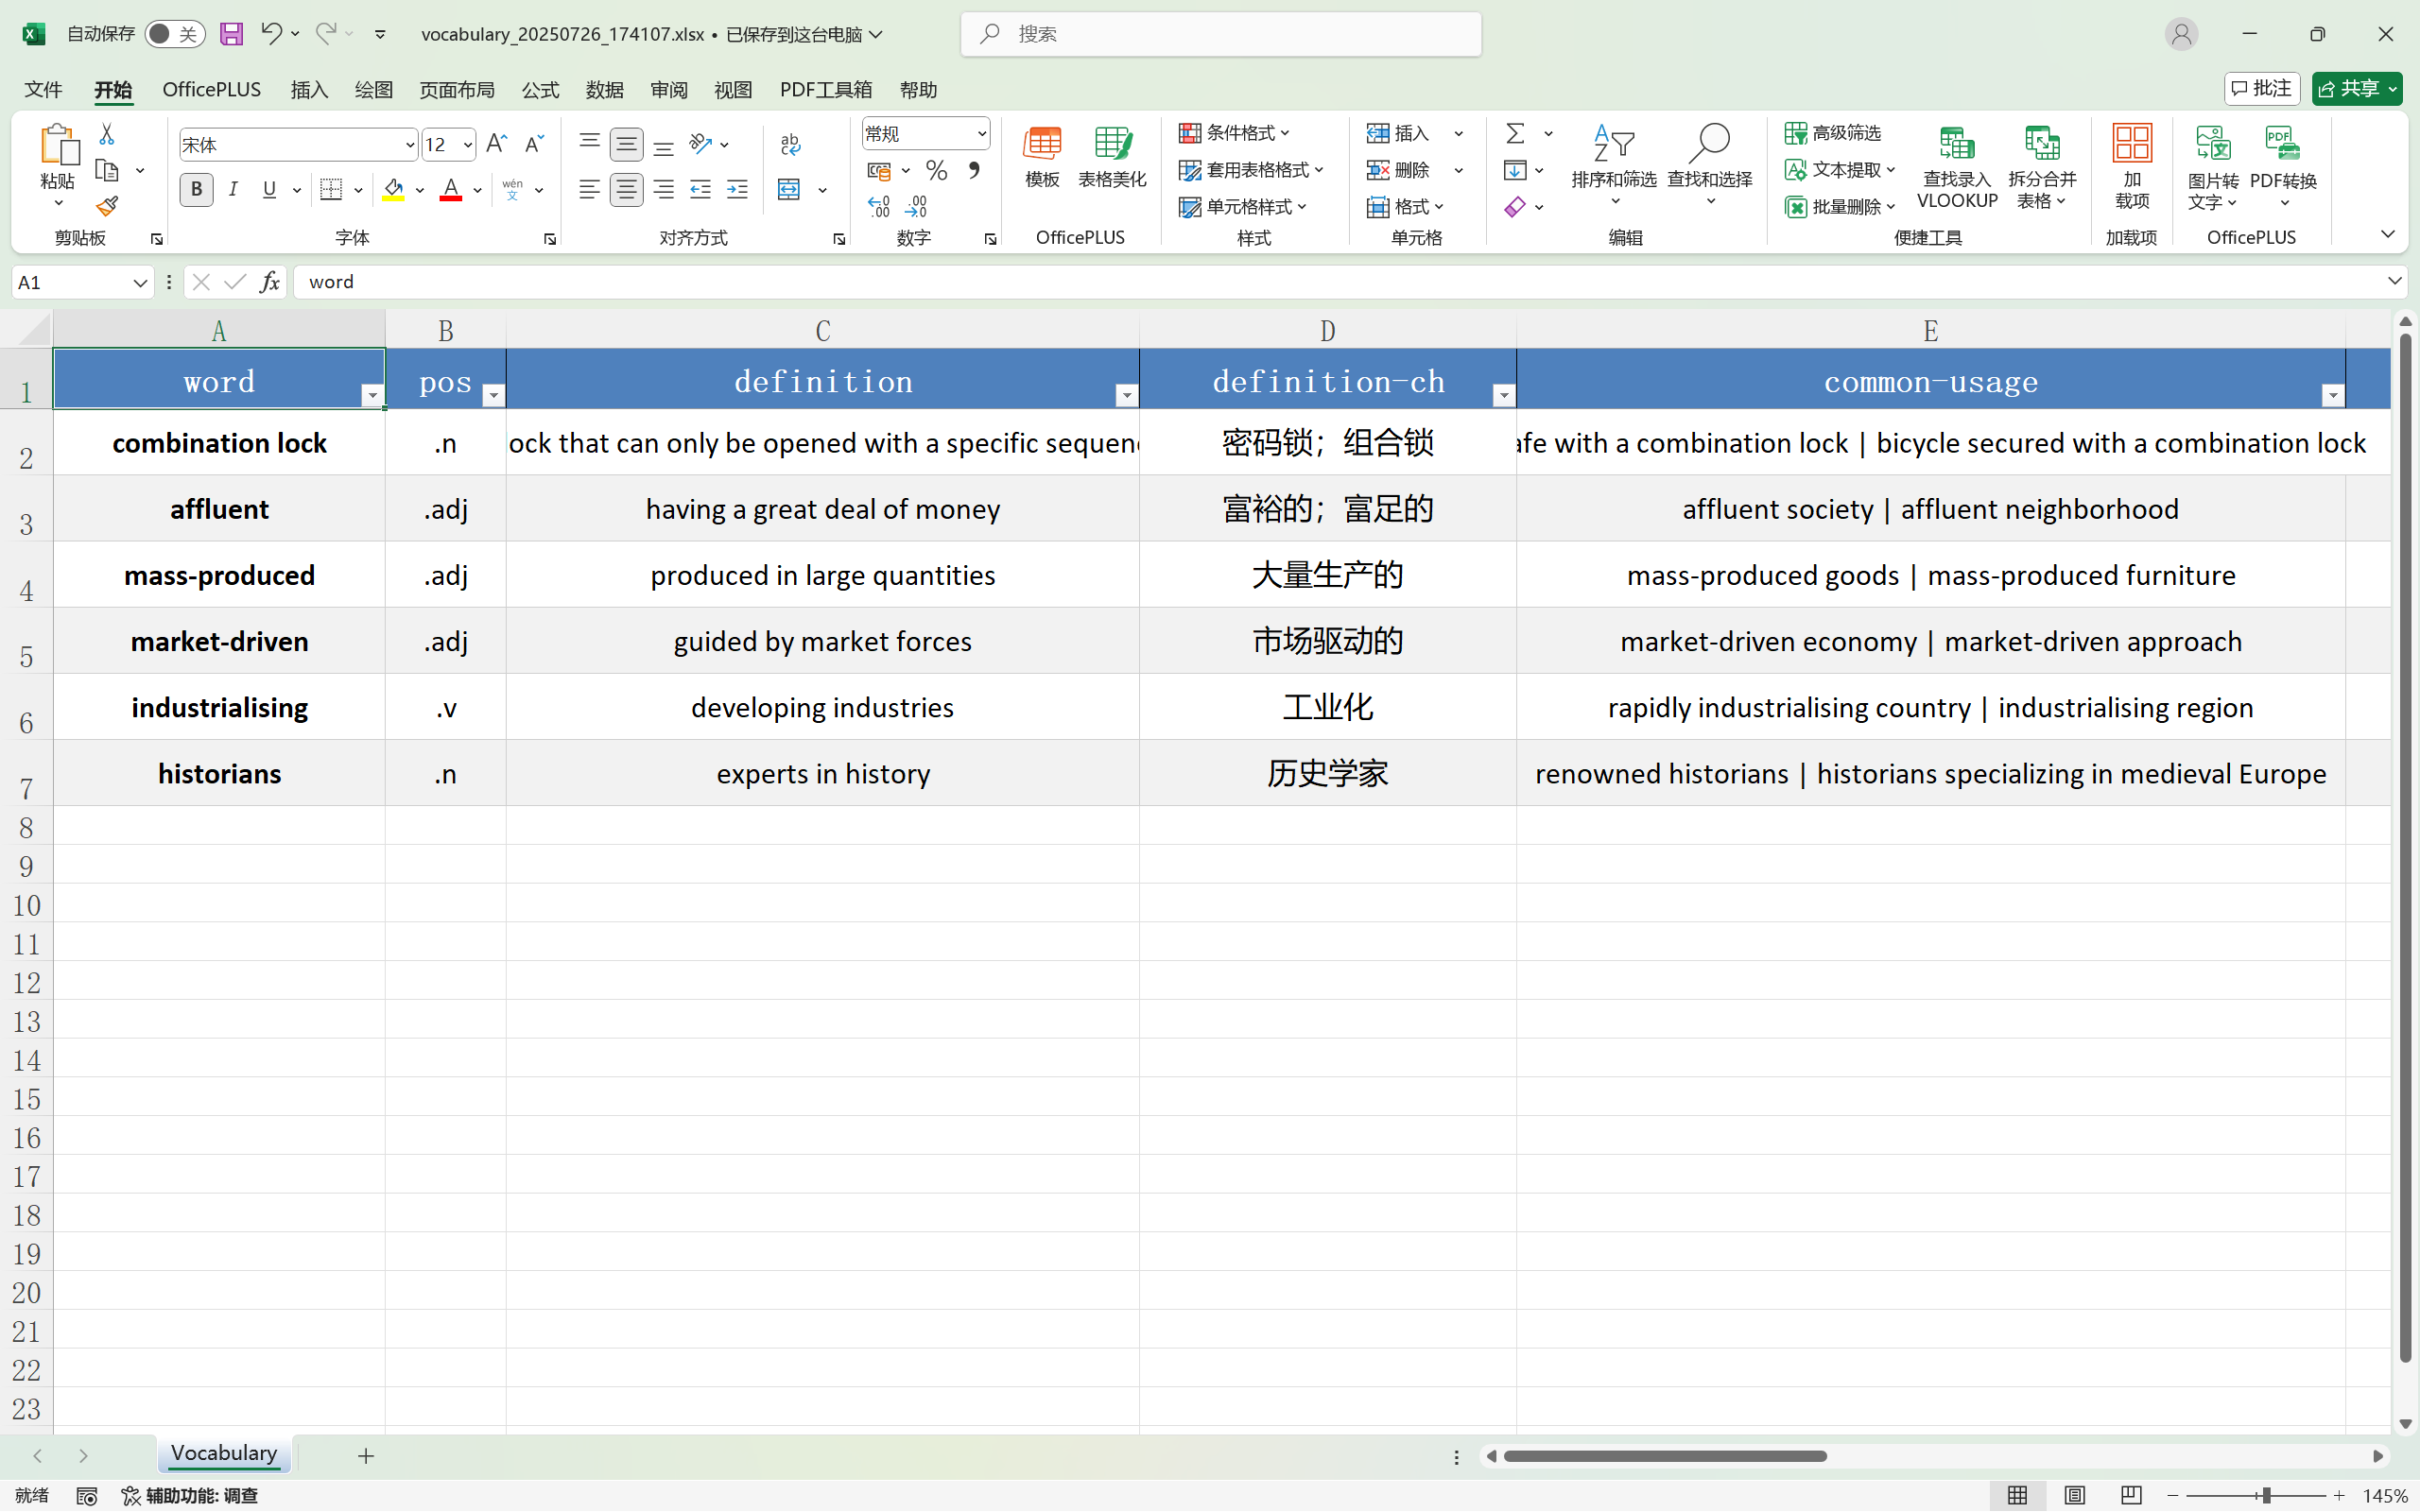 自动保存 关 vocabulary_20250726_174107.xlsx • 已保存到这台电脑 搜索
文件 开始 OfficePLUS 插入 绘图 页面布局 公式 数据 审阅 视图 PDF工具箱 帮助 批注 共享
粘贴 宋体 12 B I U A wén 文 ab 常规 % 模板 表格美化 条件格式 套用表格格式 单元格样式 插入 删除 格式 排序和筛选 查找和选择 高级筛选 文本提取 批量删除 查找录入 VLOOKUP 拆分合并 表格 加 载项 图片转 文字 PDF转换
剪贴板 字体 对齐方式 数字 OfficePLUS 样式 单元格 编辑 便捷工具 加载项 OfficePLUS
A1 fx word
A B C D E
1 word pos definition definition-ch common-usage
2 combination lock .n ock that can only be opened with a specific sequen 密码锁；组合锁 afe with a combination lock | bicycle secured with a combination lock
3 affluent .adj having a great deal of money 富裕的；富足的 affluent society | affluent neighborhood
4 mass-produced .adj produced in large quantities 大量生产的 mass-produced goods | mass-produced furniture
5 market-driven .adj guided by market forces 市场驱动的 market-driven economy | market-driven approach
6 industrialising .v developing industries 工业化 rapidly industrialising country | industrialising region
7 historians .n experts in history 历史学家 renowned historians | historians specializing in medieval Europe
8
9
10
11
12
13
14
15
16
17
18
19
20
21
22
23
Vocabulary
就绪 辅助功能: 调查 145%